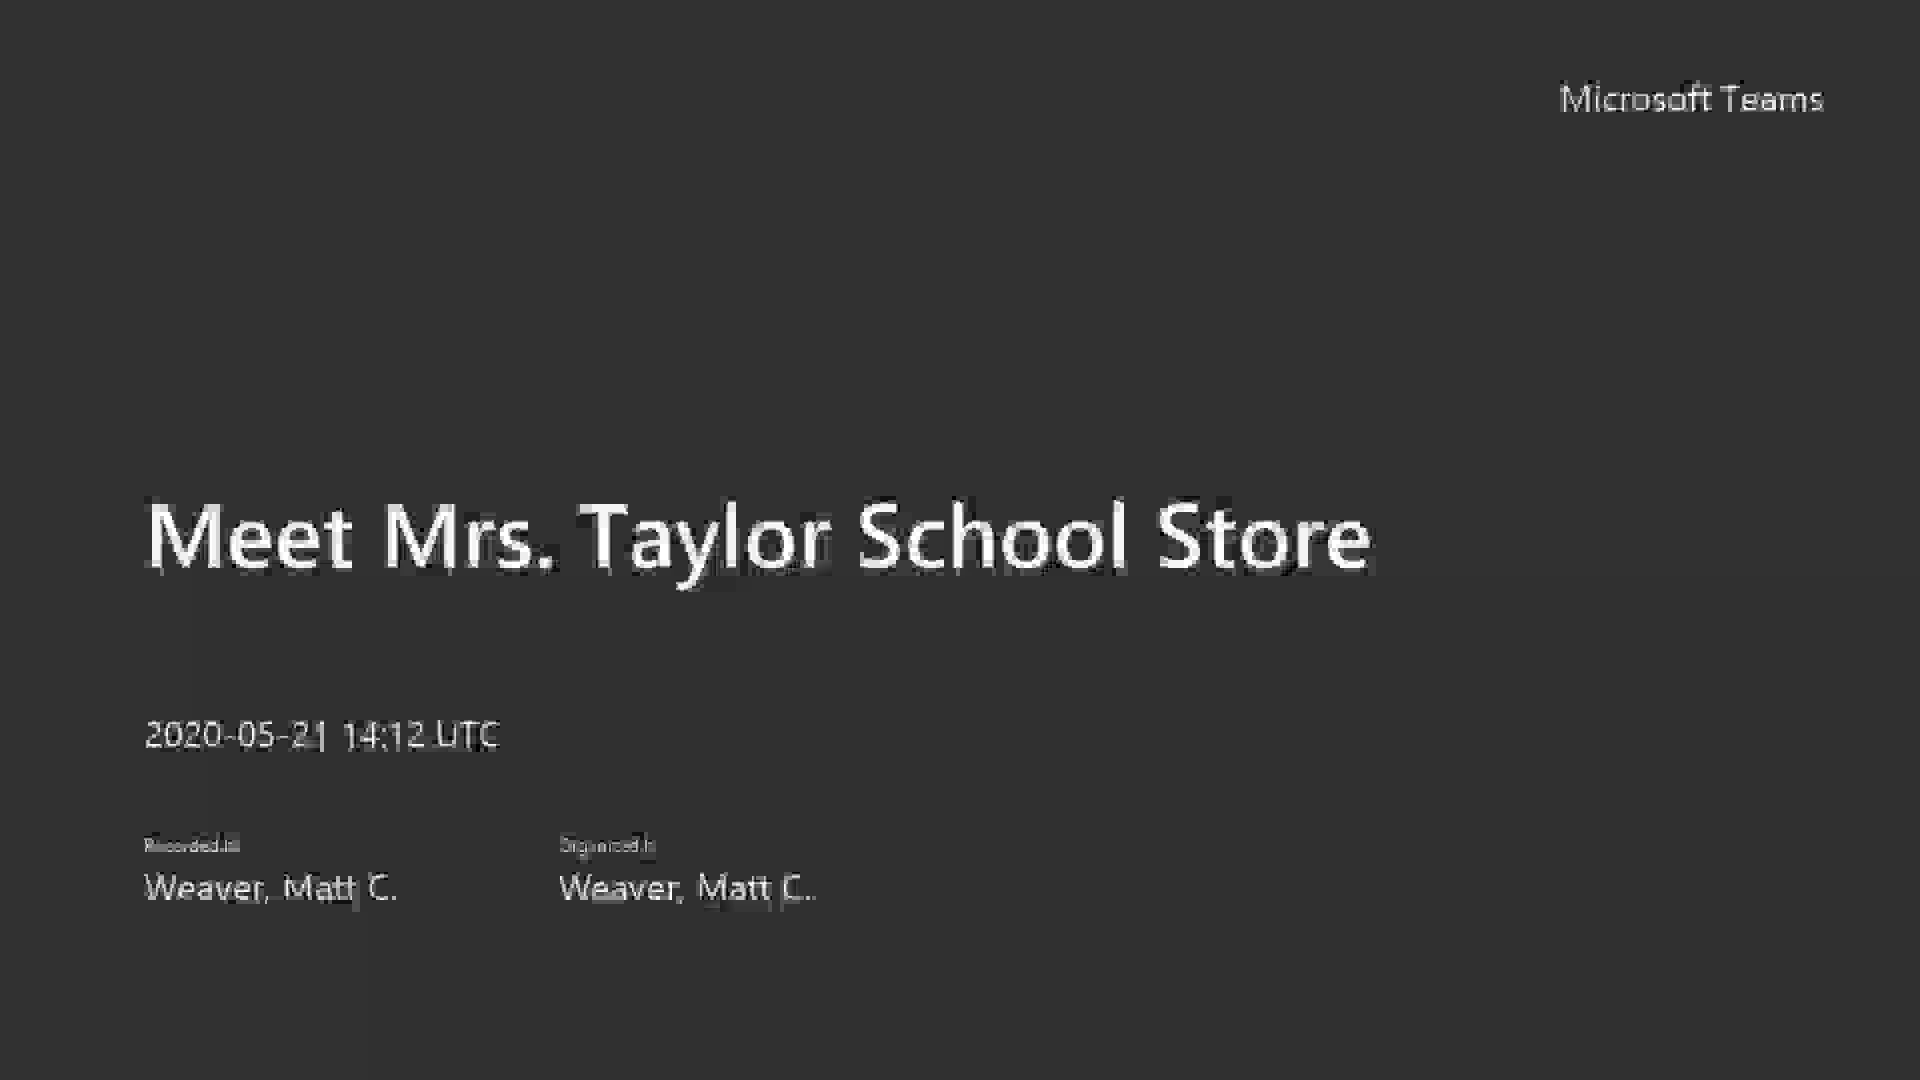 Microsoft Teams
Meet Mrs. Taylor School Store
2020-05-21 14:12 UTC
Weaver, Matt C.
Weaver, Matt C..